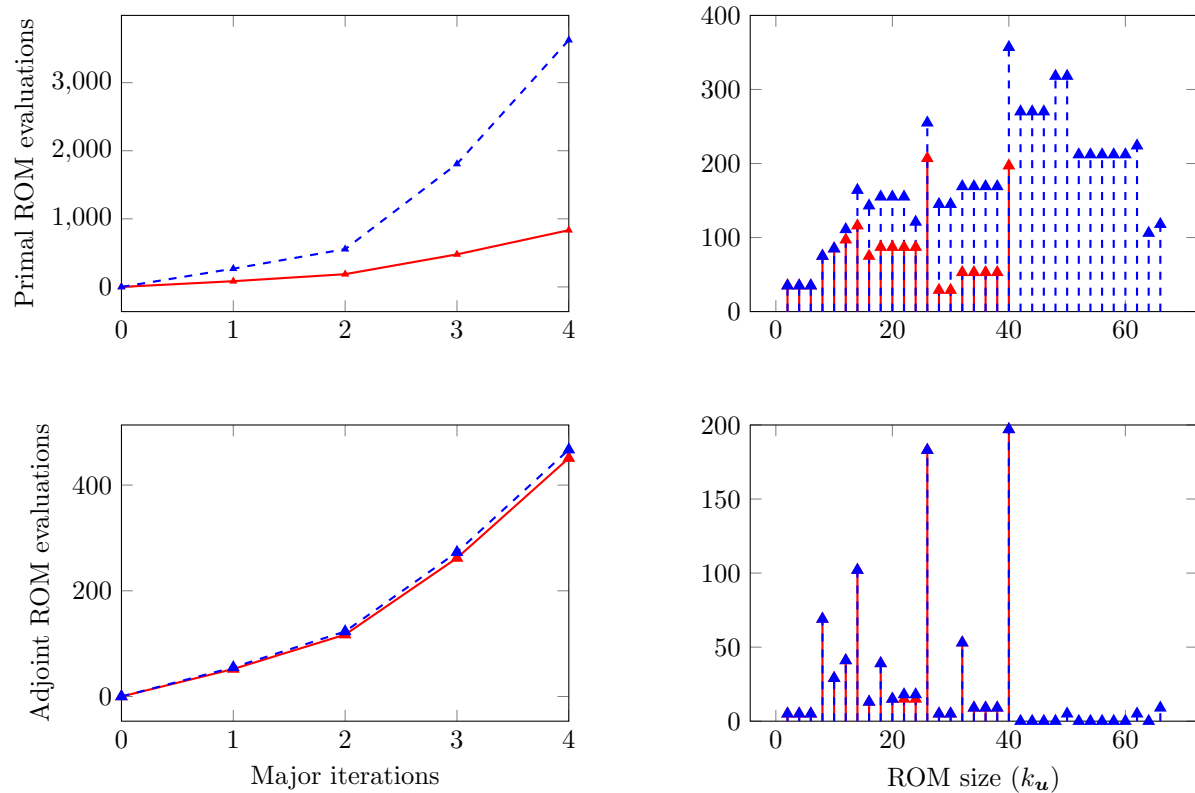 Primal ROM evaluations
3,000
2,000
1,000
0
0 1 2 3 4
400
300
200
100
0
0 20 40 60
Adjoint ROM evaluations
400
200
0
0 1 2 3 4
Major iterations
200
150
100
50
0
0 20 40 60
ROM size (k_u)